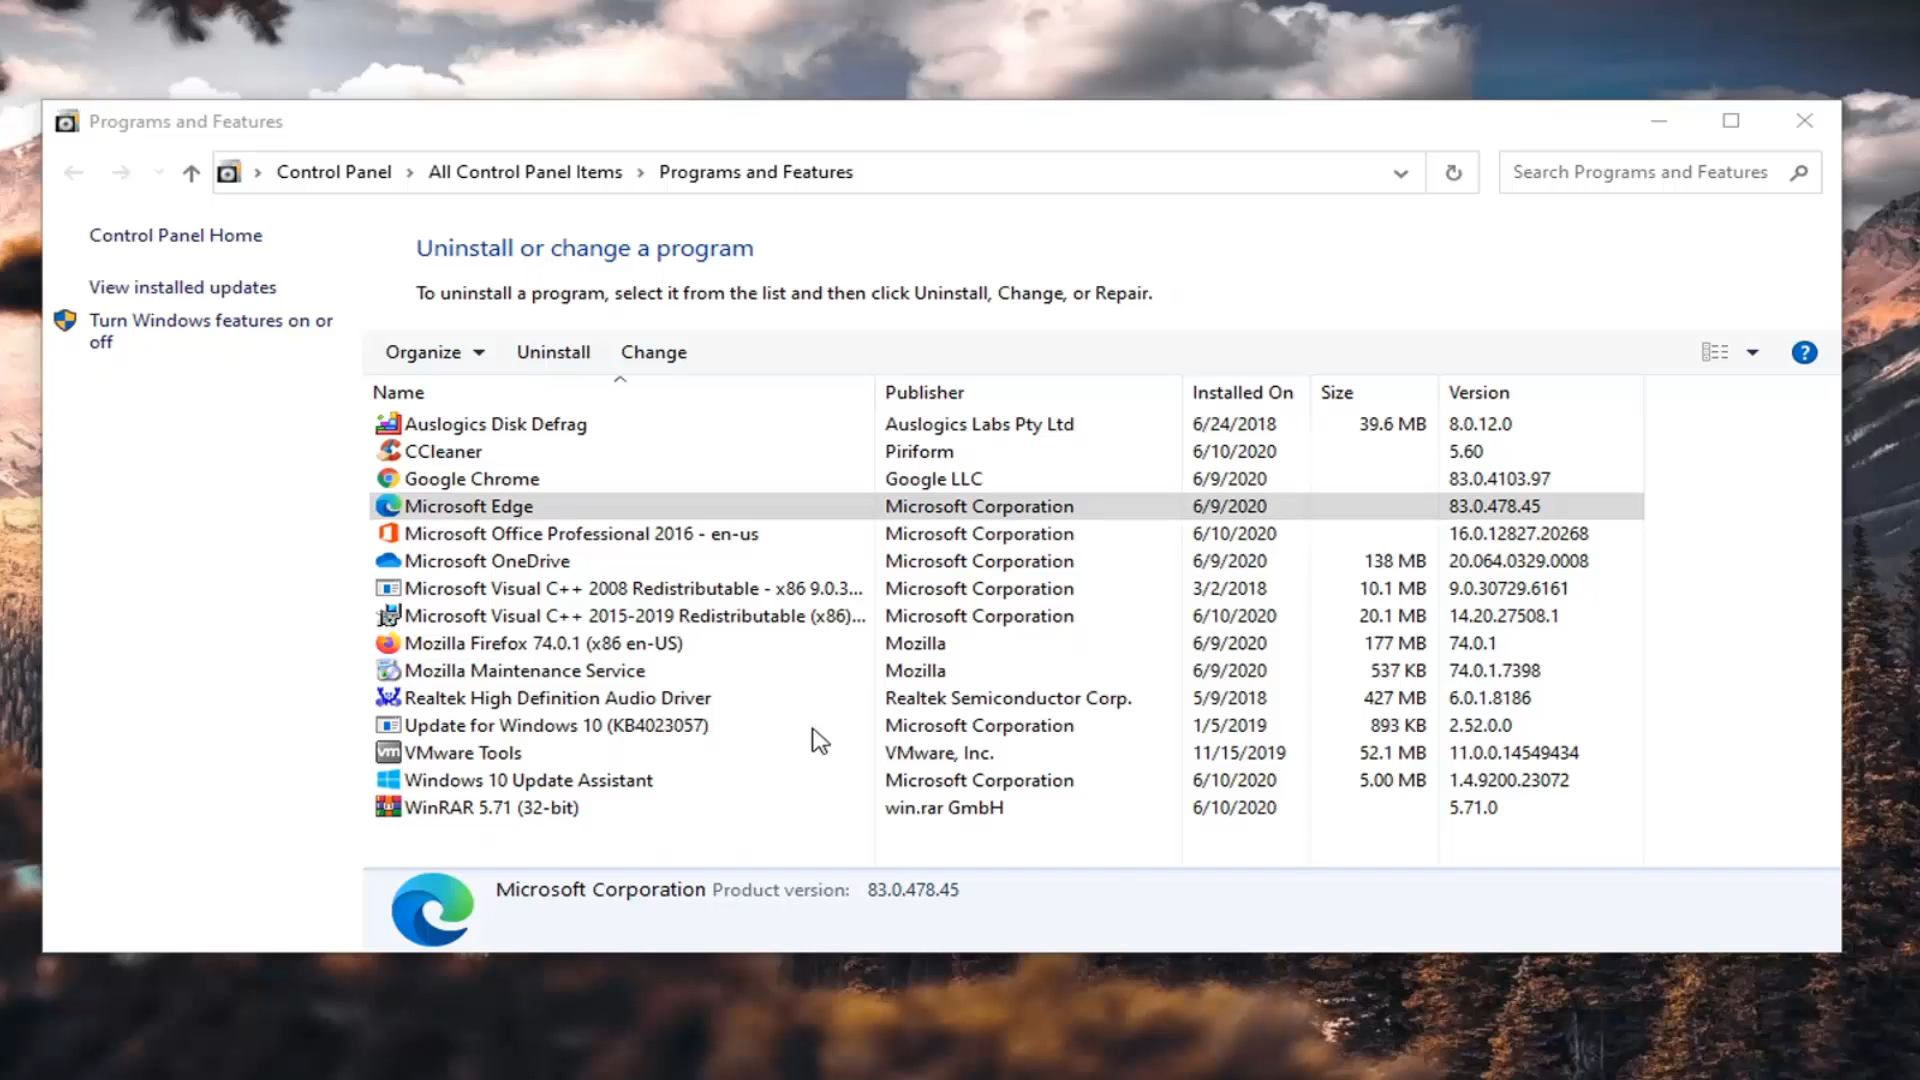 Programs and Features
Control Panel › All Control Panel Items › Programs and Features
Search Programs and Features
Control Panel Home
View installed updates
Turn Windows features on or
off
Uninstall or change a program
To uninstall a program, select it from the list and then click Uninstall, Change, or Repair.
Organize Uninstall Change
?
Name Publisher Installed On Size Version
Auslogics Disk Defrag Auslogics Labs Pty Ltd 6/24/2018 39.6 MB 8.0.12.0
CCleaner Piriform 6/10/2020 5.60
Google Chrome Google LLC 6/9/2020 83.0.4103.97
Microsoft Edge Microsoft Corporation 6/9/2020 83.0.478.45
Microsoft Office Professional 2016 - en-us Microsoft Corporation 6/10/2020 16.0.12827.20268
Microsoft OneDrive Microsoft Corporation 6/9/2020 138 MB 20.064.0329.0008
Microsoft Visual C++ 2008 Redistributable - x86 9.0.3... Microsoft Corporation 3/2/2018 10.1 MB 9.0.30729.6161
Microsoft Visual C++ 2015-2019 Redistributable (x86)... Microsoft Corporation 6/10/2020 20.1 MB 14.20.27508.1
Mozilla Firefox 74.0.1 (x86 en-US) Mozilla 6/9/2020 177 MB 74.0.1
Mozilla Maintenance Service Mozilla 6/9/2020 537 KB 74.0.1.7398
Realtek High Definition Audio Driver Realtek Semiconductor Corp. 5/9/2018 427 MB 6.0.1.8186
Update for Windows 10 (KB4023057) Microsoft Corporation 1/5/2019 893 KB 2.52.0.0
vm VMware Tools VMware, Inc. 11/15/2019 52.1 MB 11.0.0.14549434
Windows 10 Update Assistant Microsoft Corporation 6/10/2020 5.00 MB 1.4.9200.23072
WinRAR 5.71 (32-bit) win.rar GmbH 6/10/2020 5.71.0
Microsoft Corporation Product version: 83.0.478.45